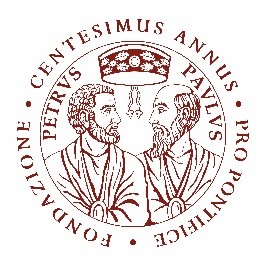 FONDAZIONE • CENTESIMUS ANNUS • PRO PONTIFICE •
PETRVS
PAVLVS